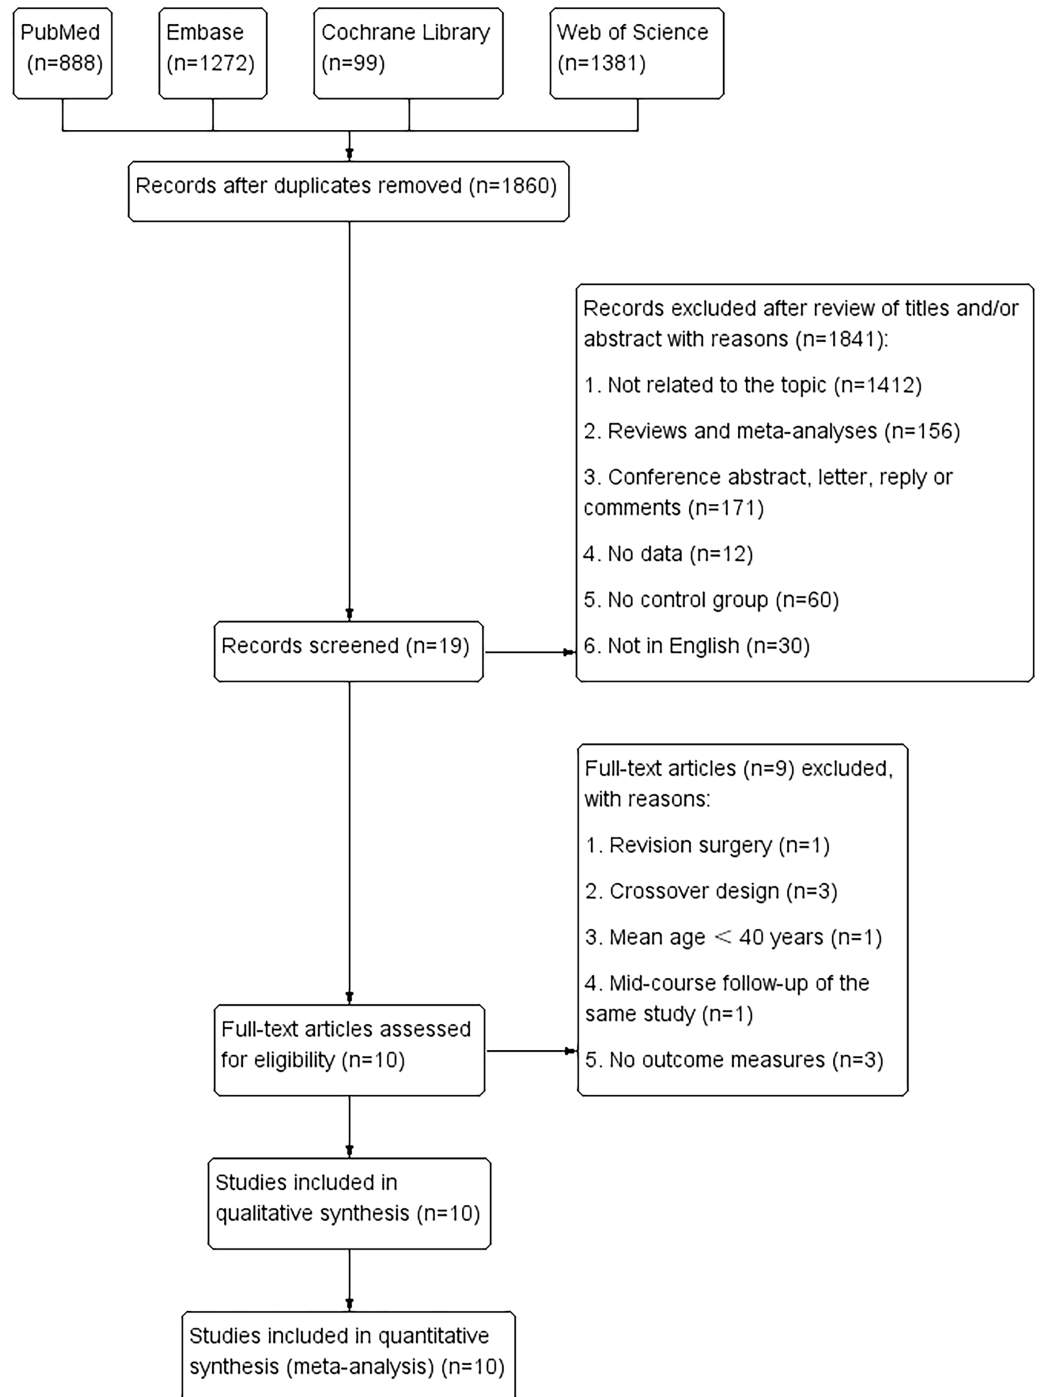 PubMed
(n=888)
Embase
(n=1272)
Cochrane Library
(n=99)
Web of Science
(n=1381)
Records after duplicates removed (n=1860)
Records excluded after review of titles and/or
abstract with reasons (n=1841):
1. Not related to the topic (n=1412)
2. Reviews and meta-analyses (n=156)
3. Conference abstract, letter, reply or
comments (n=171)
4. No data (n=12)
5. No control group (n=60)
6. Not in English (n=30)
Records screened (n=19)
Full-text articles (n=9) excluded,
with reasons:
1. Revision surgery (n=1)
2. Crossover design (n=3)
3. Mean age < 40 years (n=1)
4. Mid-course follow-up of the
same study (n=1)
5. No outcome measures (n=3)
Full-text articles assessed
for eligibility (n=10)
Studies included in
qualitative synthesis (n=10)
Studies included in quantitative
synthesis (meta-analysis) (n=10)